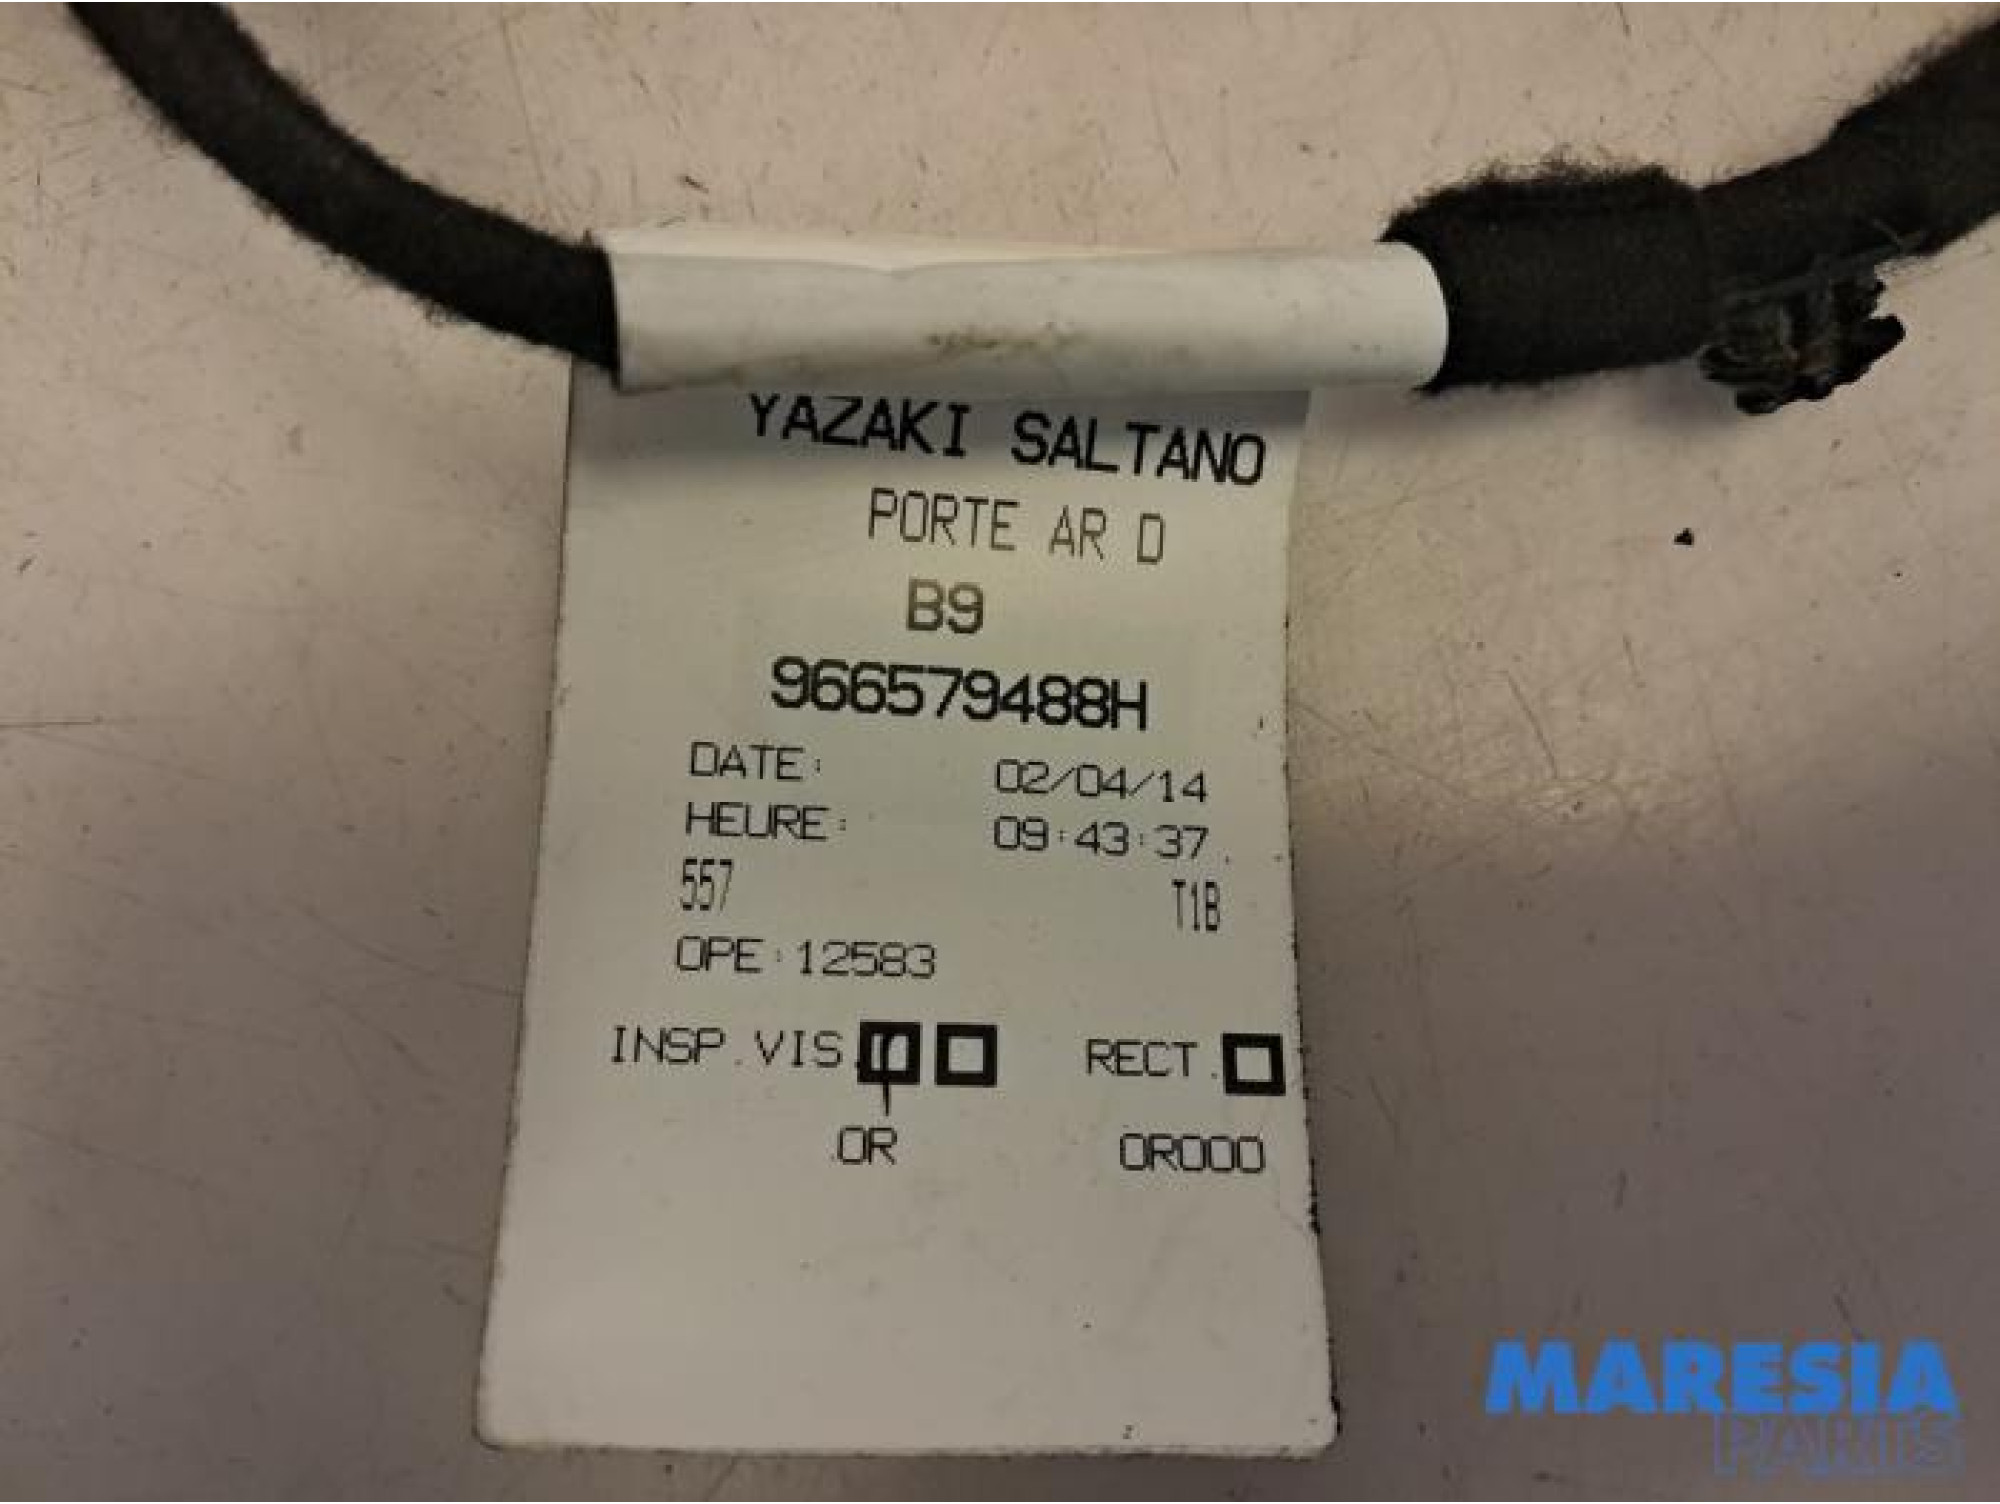 YAZAKI SALTANO
PORTE AR D
B9
966579488H
DATE: 02/04/14
HEURE: 09:43:37
557 T1B
OPE:12583
INSP.VIS RECT.
OR OR000
MARESIA
PARTS